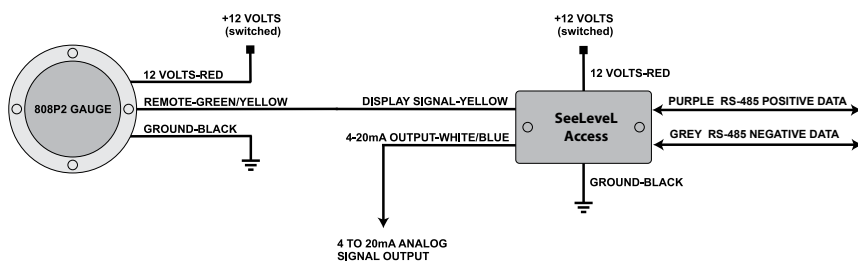 +12 VOLTS
(switched)
12 VOLTS-RED
808P2 GAUGE
REMOTE-GREEN/YELLOW
GROUND-BLACK
DISPLAY SIGNAL-YELLOW
4-20mA OUTPUT-WHITE/BLUE
4 TO 20mA ANALOG
SIGNAL OUTPUT
+12 VOLTS
(switched)
12 VOLTS-RED
SeeLeveL
Access
GROUND-BLACK
PURPLE RS-485 POSITIVE DATA
GREY RS-485 NEGATIVE DATA